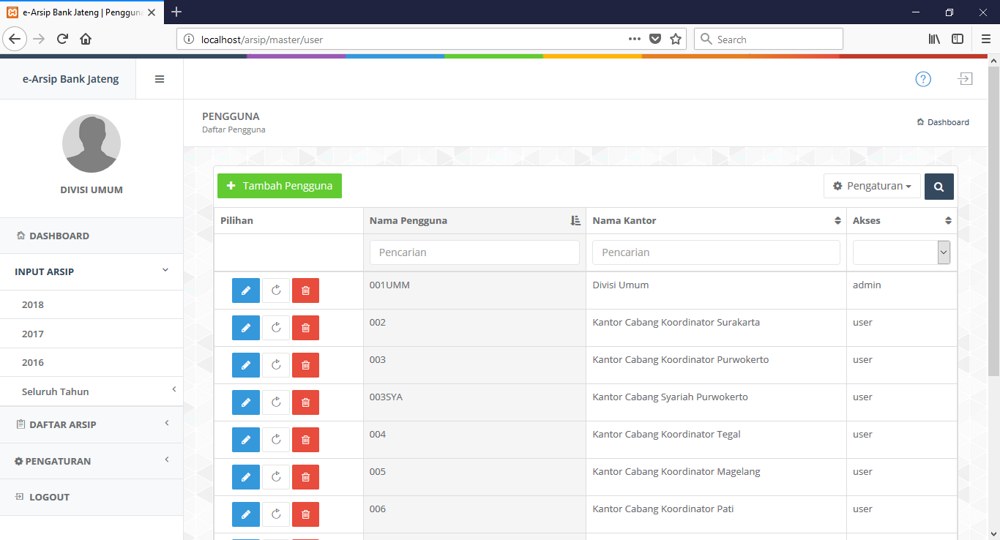 e-Arsip Bank Jateng | Pengguna
localhost/arsip/master/user
Search
e-Arsip Bank Jateng
?
PENGGUNA
Daftar Pengguna
Dashboard
DIVISI UMUM
DASHBOARD
INPUT ARSIP
2018
2017
2016
Seluruh Tahun
DAFTAR ARSIP
PENGATURAN
LOGOUT
+ Tambah Pengguna
Pengaturan
Pilihan Nama Pengguna Nama Kantor Akses
Pencarian Pencarian
001UMM Divisi Umum admin
002 Kantor Cabang Koordinator Surakarta user
003 Kantor Cabang Koordinator Purwokerto user
003SYA Kantor Cabang Syariah Purwokerto user
004 Kantor Cabang Koordinator Tegal user
005 Kantor Cabang Koordinator Magelang user
006 Kantor Cabang Koordinator Pati user